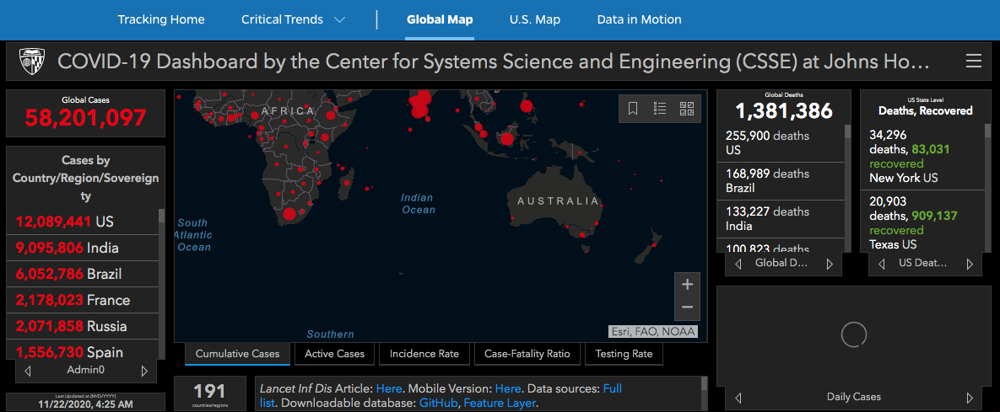 Tracking Home Critical Trends Global Map U.S. Map Data in Motion
COVID-19 Dashboard by the Center for Systems Science and Engineering (CSSE) at Johns Ho...
Global Cases
58,201,097
Cases by
Country/Region/Sovereign
ty
12,089,441 US
9,095,806 India
6,052,786 Brazil
2,178,023 France
2,071,858 Russia
1,556,730 Spain
Admin0
Last Updated at (M/D/YYYY)
11/22/2020, 4:25 AM
AFRICA
Indian
Ocean
AUSTRALIA
South
Atlantic
Ocean
Southern
+
−
Esri, FAO, NOAA
Cumulative Cases
Active Cases
Incidence Rate
Case-Fatality Ratio
Testing Rate
191
countries/regions
Lancet Inf Dis Article: Here. Mobile Version: Here. Data sources: Full
list. Downloadable database: GitHub, Feature Layer.
Global Deaths
1,381,386
255,900 deaths
US
168,989 deaths
Brazil
133,227 deaths
India
100,823 deaths
Global D...
US State Level
Deaths, Recovered
34,296
deaths, 83,031
recovered
New York US
20,903
deaths, 909,137
recovered
Texas US
US Deat...
Daily Cases